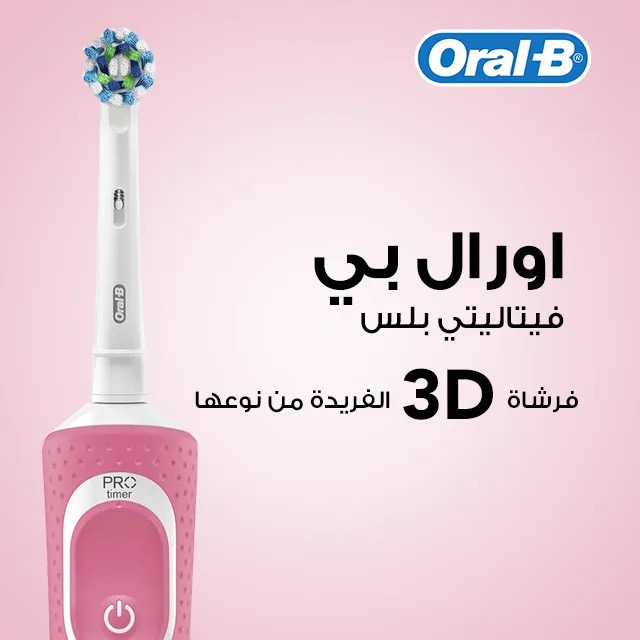 Oral-B®
اورال بي
فيتاليتي بلس
فرشاة 3D الفريدة من نوعها
Oral-B
PRO
timer